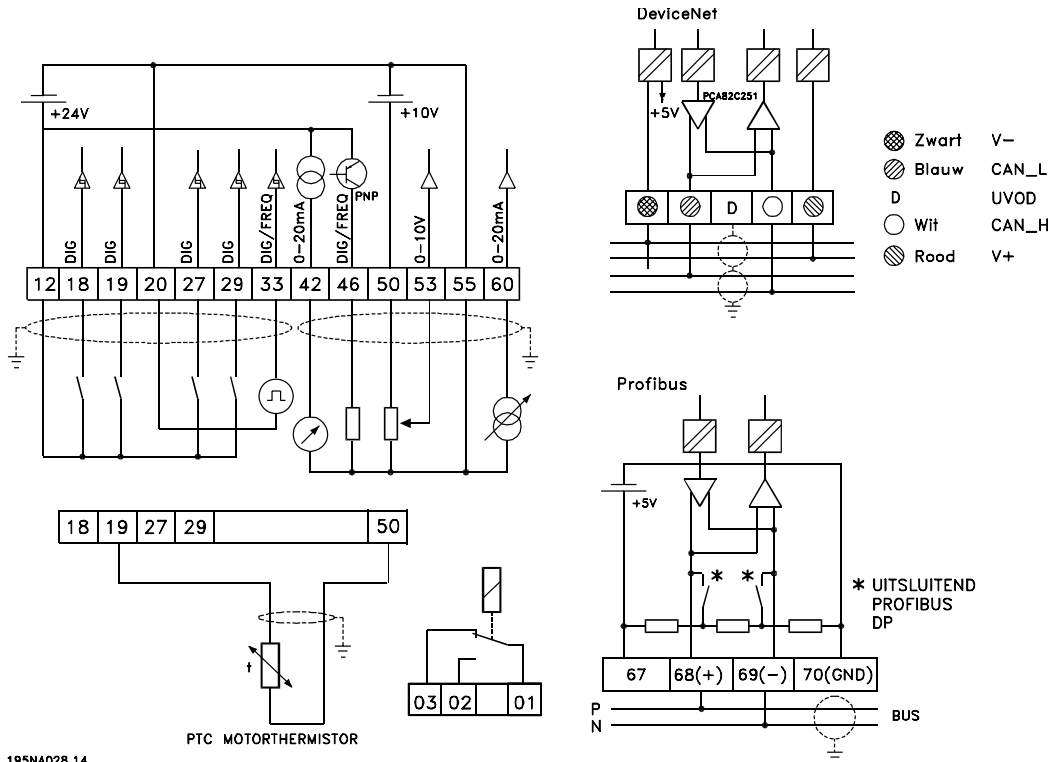 DeviceNet
+24V
+10V
DIG
DIG
DIG
DIG
DIG/FREQ
0-20mA
DIG/FREQ
PNP
0-10V
0-20mA
12 18 19 20 27 29 33 42 46 50 53 55 60
PCA82C251
+5V
D
Zwart V-
Blauw CAN_L
D UVOD
Wit CAN_H
Rood V+
Profibus
+5V
* *
* UITSLUITEND
PROFIBUS
DP
67 68(+) 69(-) 70(GND)
P
N
BUS
18 19 27 29 50
t
PTC MOTORTHERMISTOR
03 02 01
195NA028.14